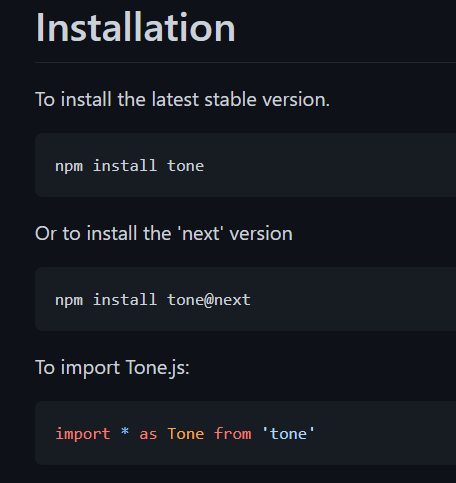 Installation
To install the latest stable version.
npm install tone
Or to install the 'next' version
npm install tone@next
To import Tone.js:
import * as Tone from 'tone'